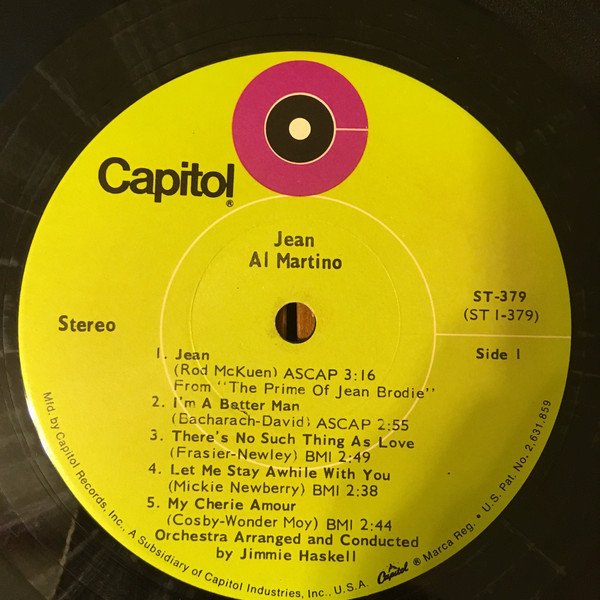 Capitol®
Jean
Al Martino
ST-379
(ST 1-379)
Stereo
Side 1
1. Jean
(Rod McKuen) ASCAP 3:16
From "The Prime Of Jean Brodie"
2. I'm A Better Man
(Bacharach-David) ASCAP 2:55
3. There's No Such Thing As Love
(Frasier-Newley) BMI 2:49
4. Let Me Stay Awhile With You
(Mickie Newberry) BMI 2:38
5. My Cherie Amour
(Cosby-Wonder Moy) BMI 2:44
Orchestra Arranged and Conducted
by Jimmie Haskell
Mfd. by Capitol Records, Inc., A Subsidiary of Capitol Industries, Inc., U.S.A. Capitol ® Marca Reg. • U.S. Pat. No. 2,631,859